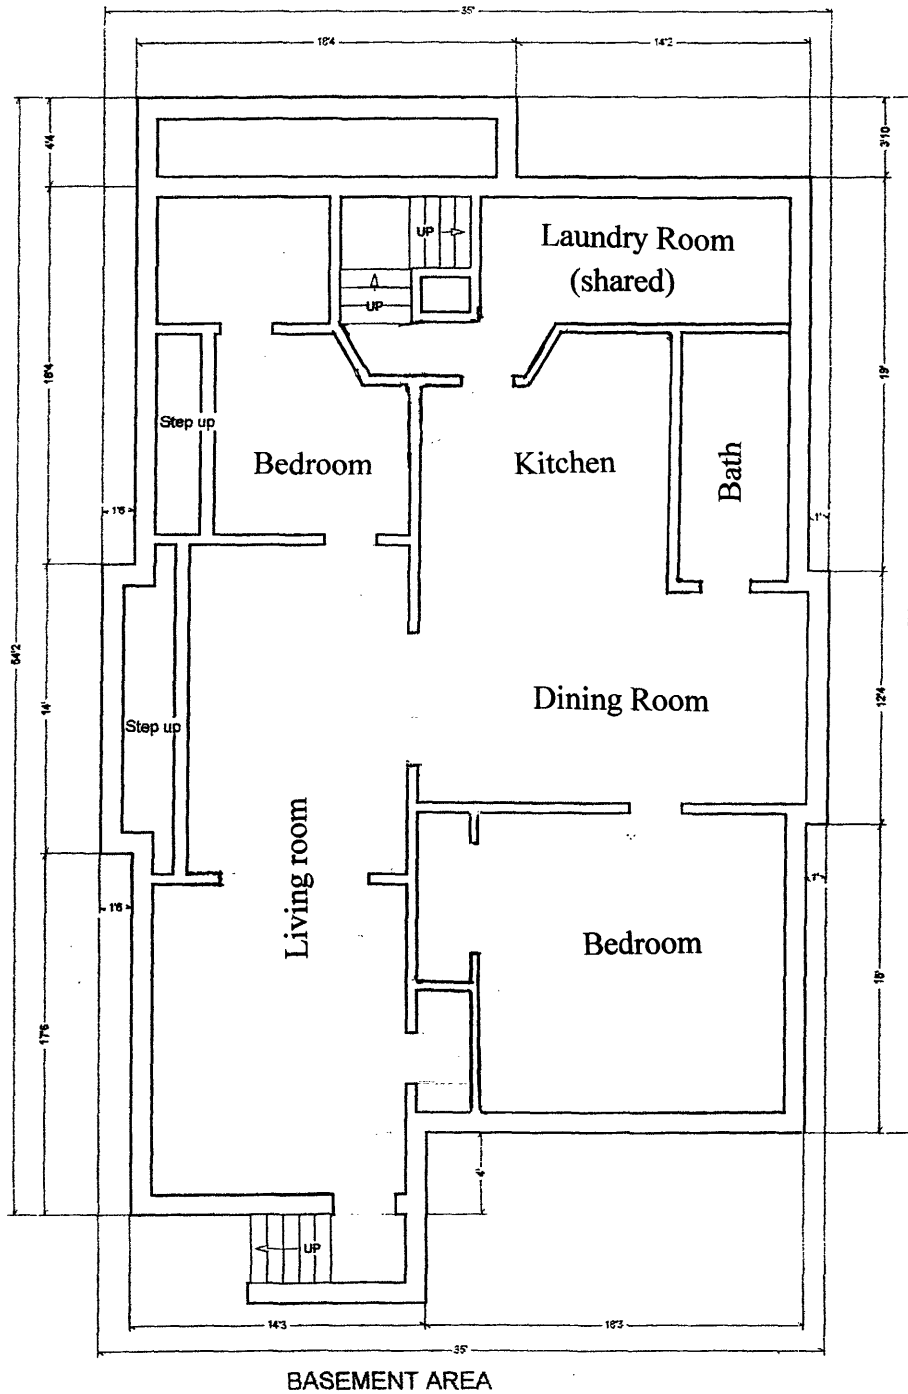 35'
18'4
14'2
4'4
3'10
UP
Laundry Room
(shared)
UP
18'4
19'
Step up
Bedroom
Kitchen
Bath
1'6
1'
54'2
14'
12'4
Dining Room
Step up
Living room
1'6
1'
Bedroom
15'
17'6
4'
UP
14'3
18'3
35'
BASEMENT AREA